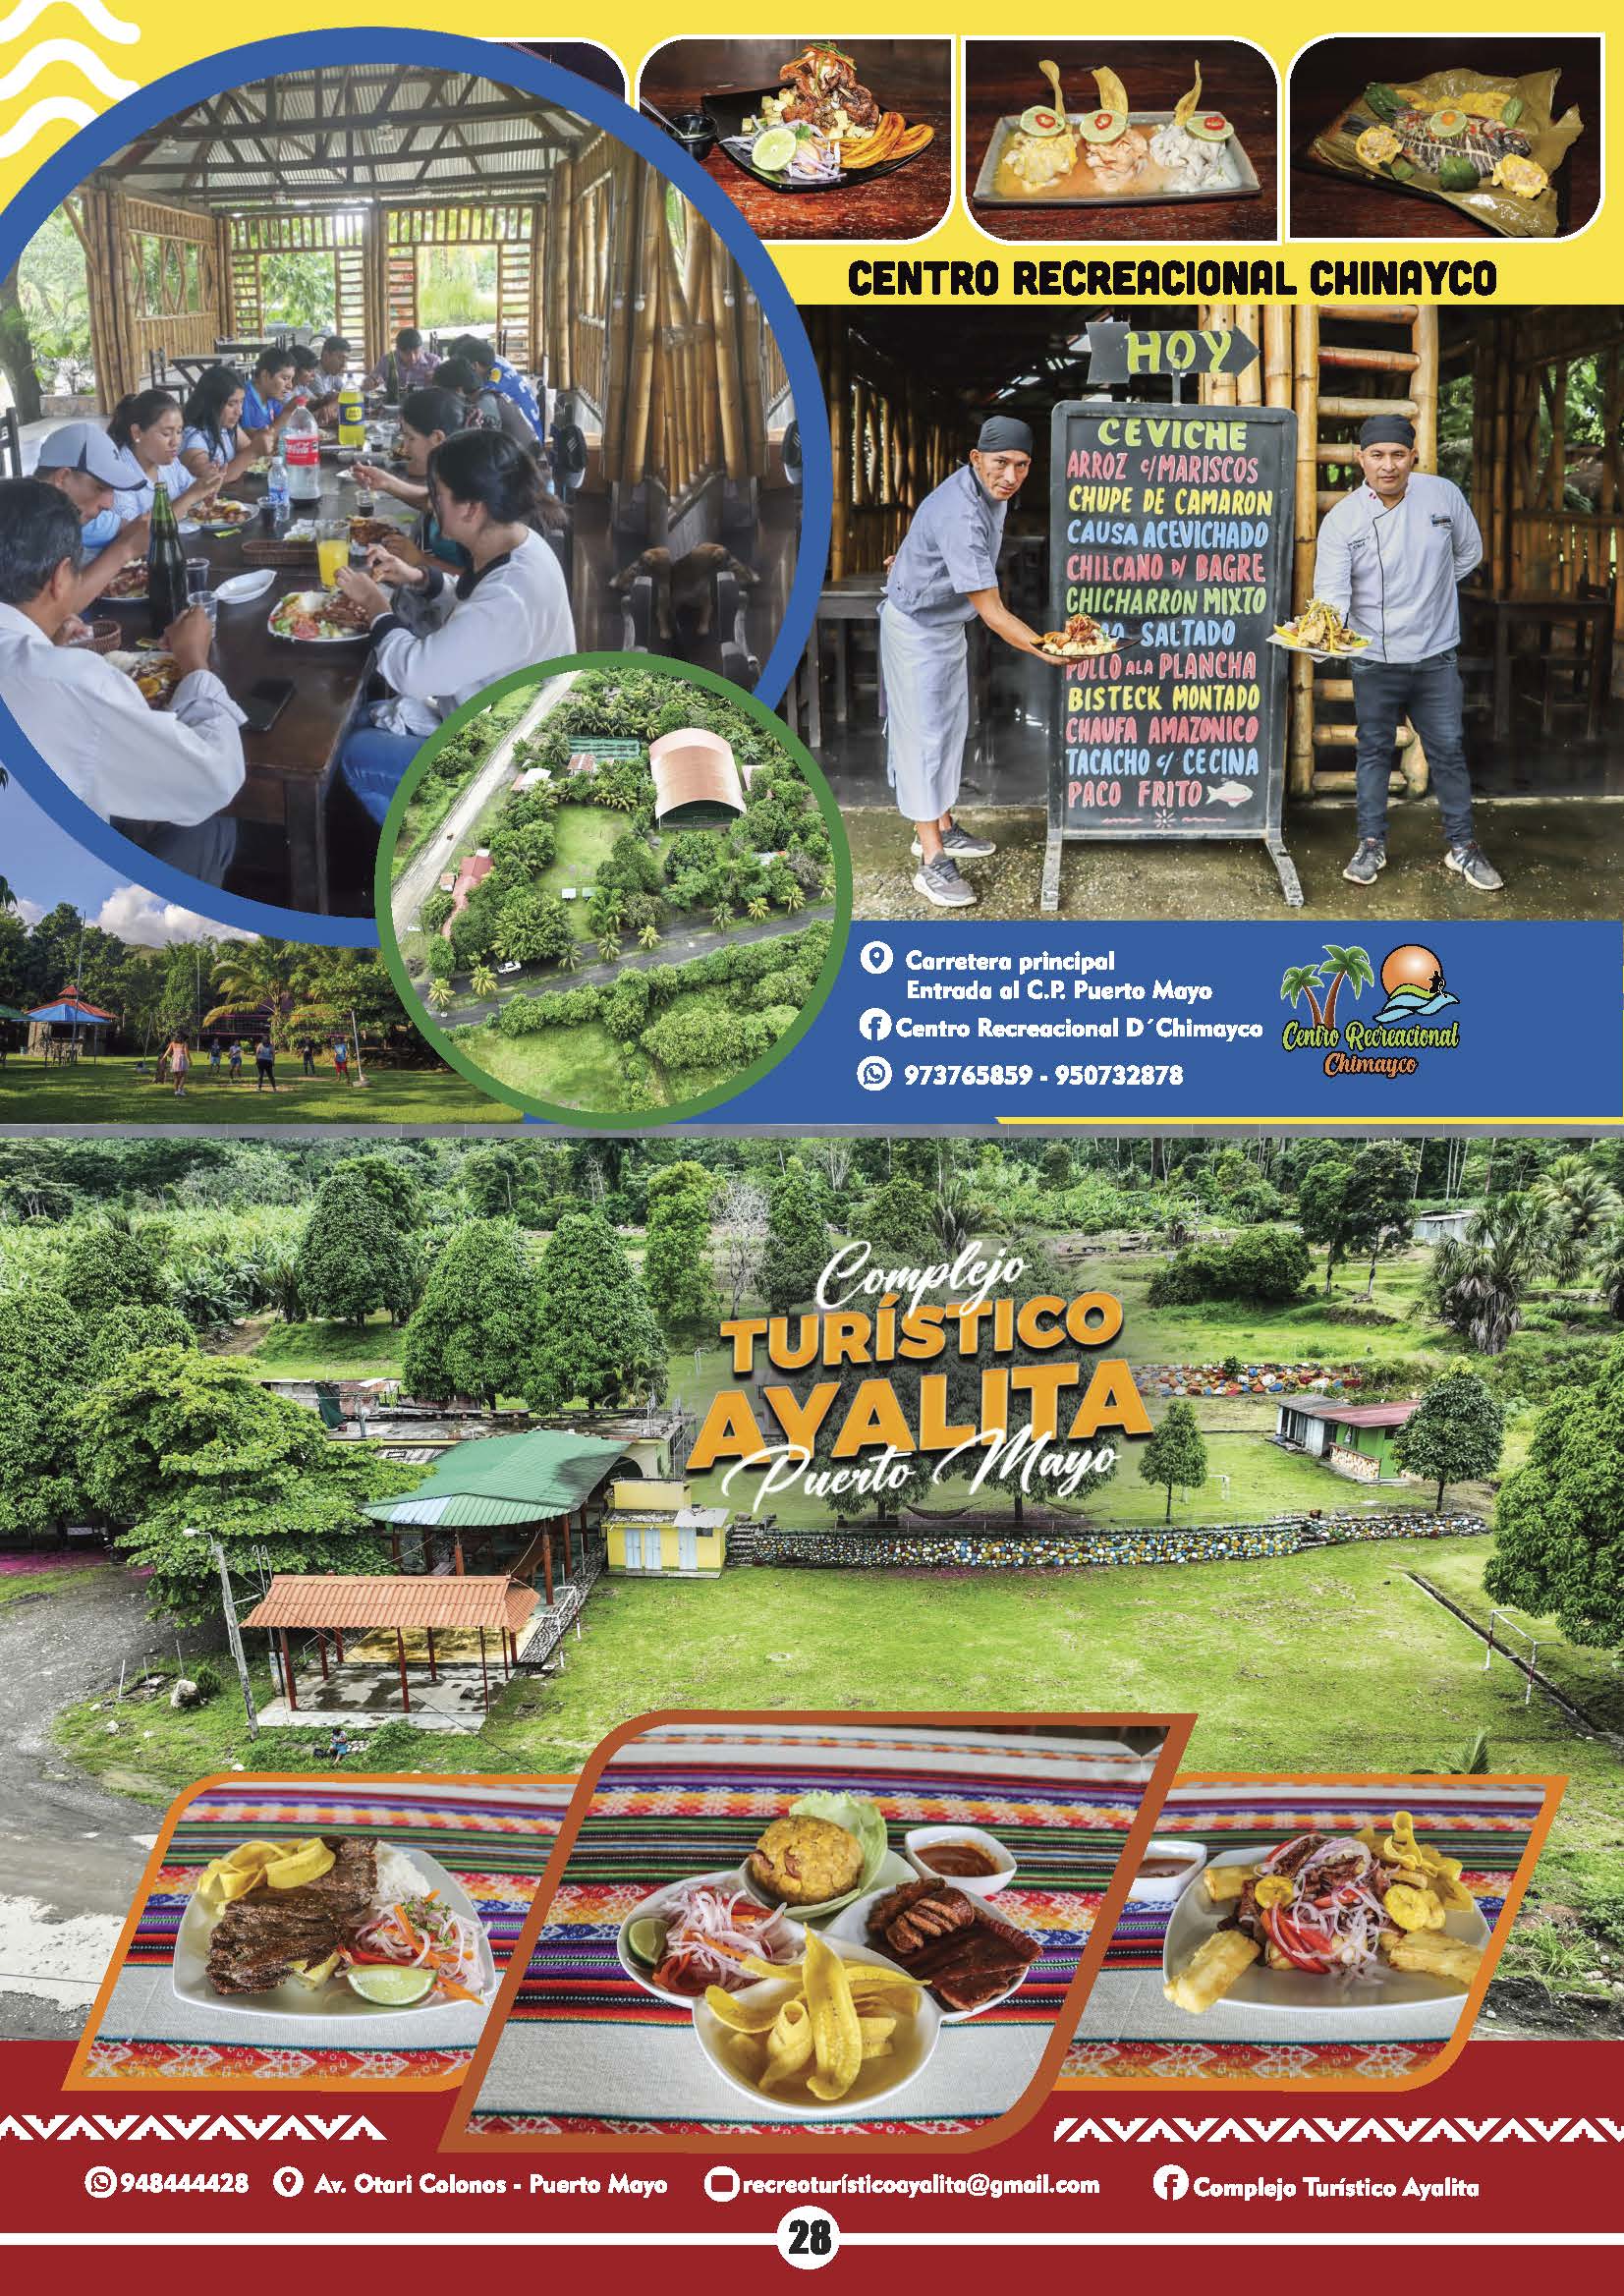 CENTRO RECREACIONAL CHINAYCO
HOY
CEVICHE
ARROZ c/MARISCOS
CHUPE DE CAMARON
CAUSA ACEVICHADO
CHILCANO D/ BAGRE
CHICHARRON MIXTO
SALTADO
POLLO A LA PLANCHA
BISTECK MONTADO
CHAUFA AMAZONICO
TACACHO c/ CECINA
PACO FRITO
Carretera principal
Entrada al C.P. Puerto Mayo
Centro Recreacional D´Chimayco
973765859 - 950732878
Centro Recreacional
Chimayco
Complejo
TURÍSTICO
AYALITA
Puerto Mayo
948444428 Av. Otari Colonos - Puerto Mayo recreoturísticoayalita@gmail.com Complejo Turístico Ayalita
28